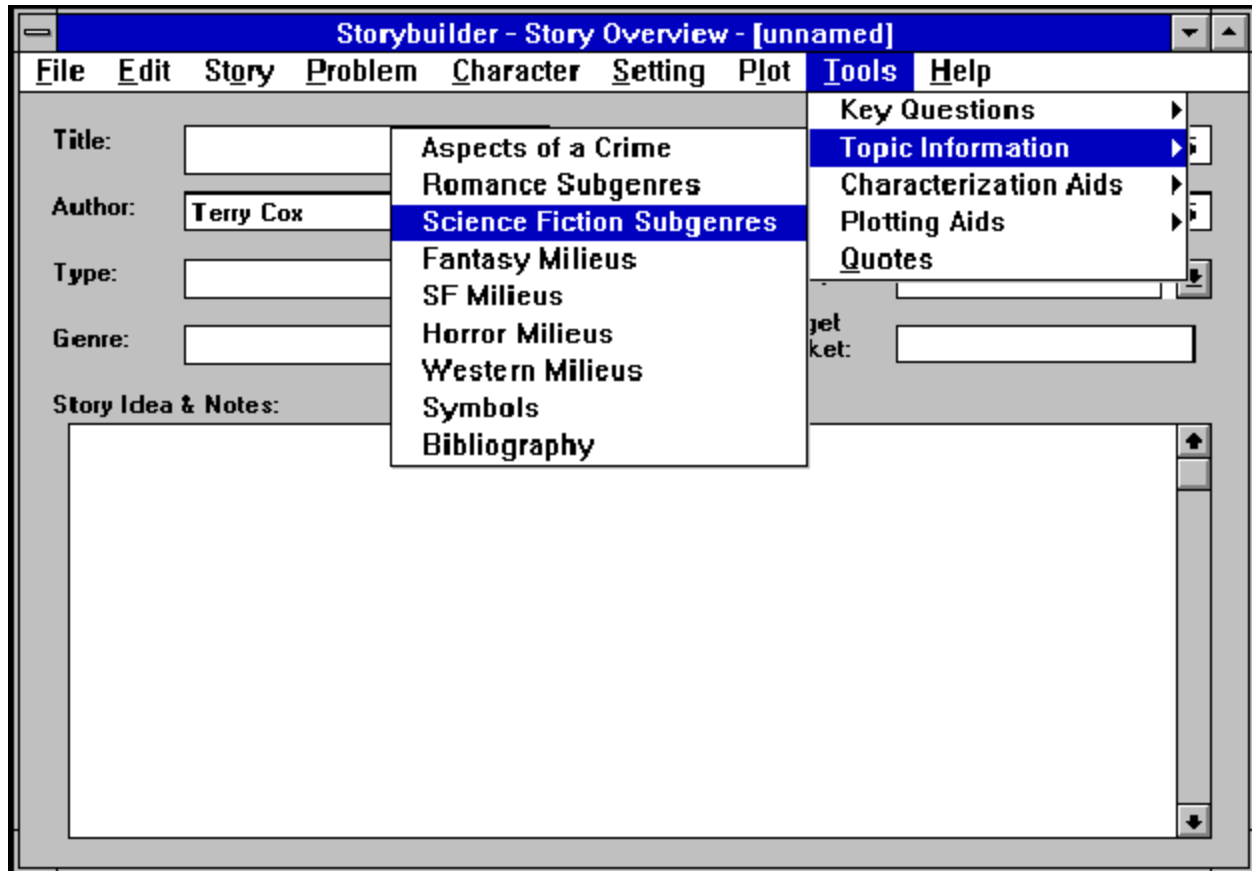 Storybuilder - Story Overview - [unnamed]
File Edit Story Problem Character Setting Plot Tools Help
Key Questions
Topic Information
Characterization Aids
Plotting Aids
Quotes
Aspects of a Crime
Romance Subgenres
Science Fiction Subgenres
Fantasy Milieus
SF Milieus
Horror Milieus
Western Milieus
Symbols
Bibliography
Title:
Author: Terry Cox
Type:
Genre:
get
ket:
Story Idea & Notes: